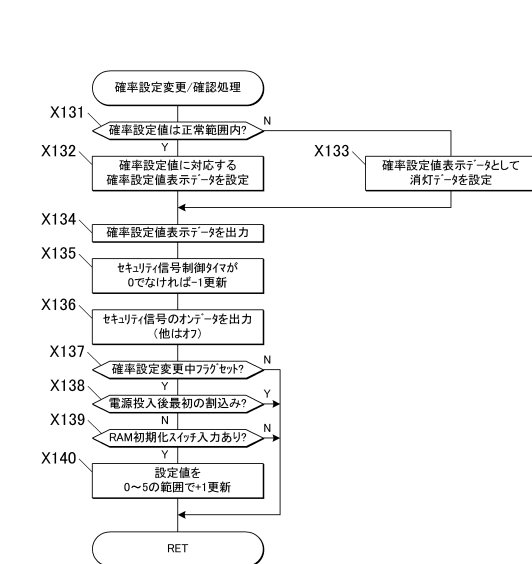 確率設定変更/確認処理
X131
確率設定値は正常範囲内?
N
Y
X132
確率設定値に対応する
確率設定値表示データを設定
X133
確率設定値表示データとして
消灯データを設定
X134
確率設定値表示データを出力
X135
セキュリティ信号制御タイマが
0でなければ-1更新
X136
セキュリティ信号のオンデータを出力
(他はオフ)
X137
確率設定変更中フラグセット?
N
Y
X138
電源投入後最初の割込み?
Y
N
X139
RAM初期化スイッチ入力あり?
N
Y
X140
設定値を
0～5の範囲で+1更新
RET